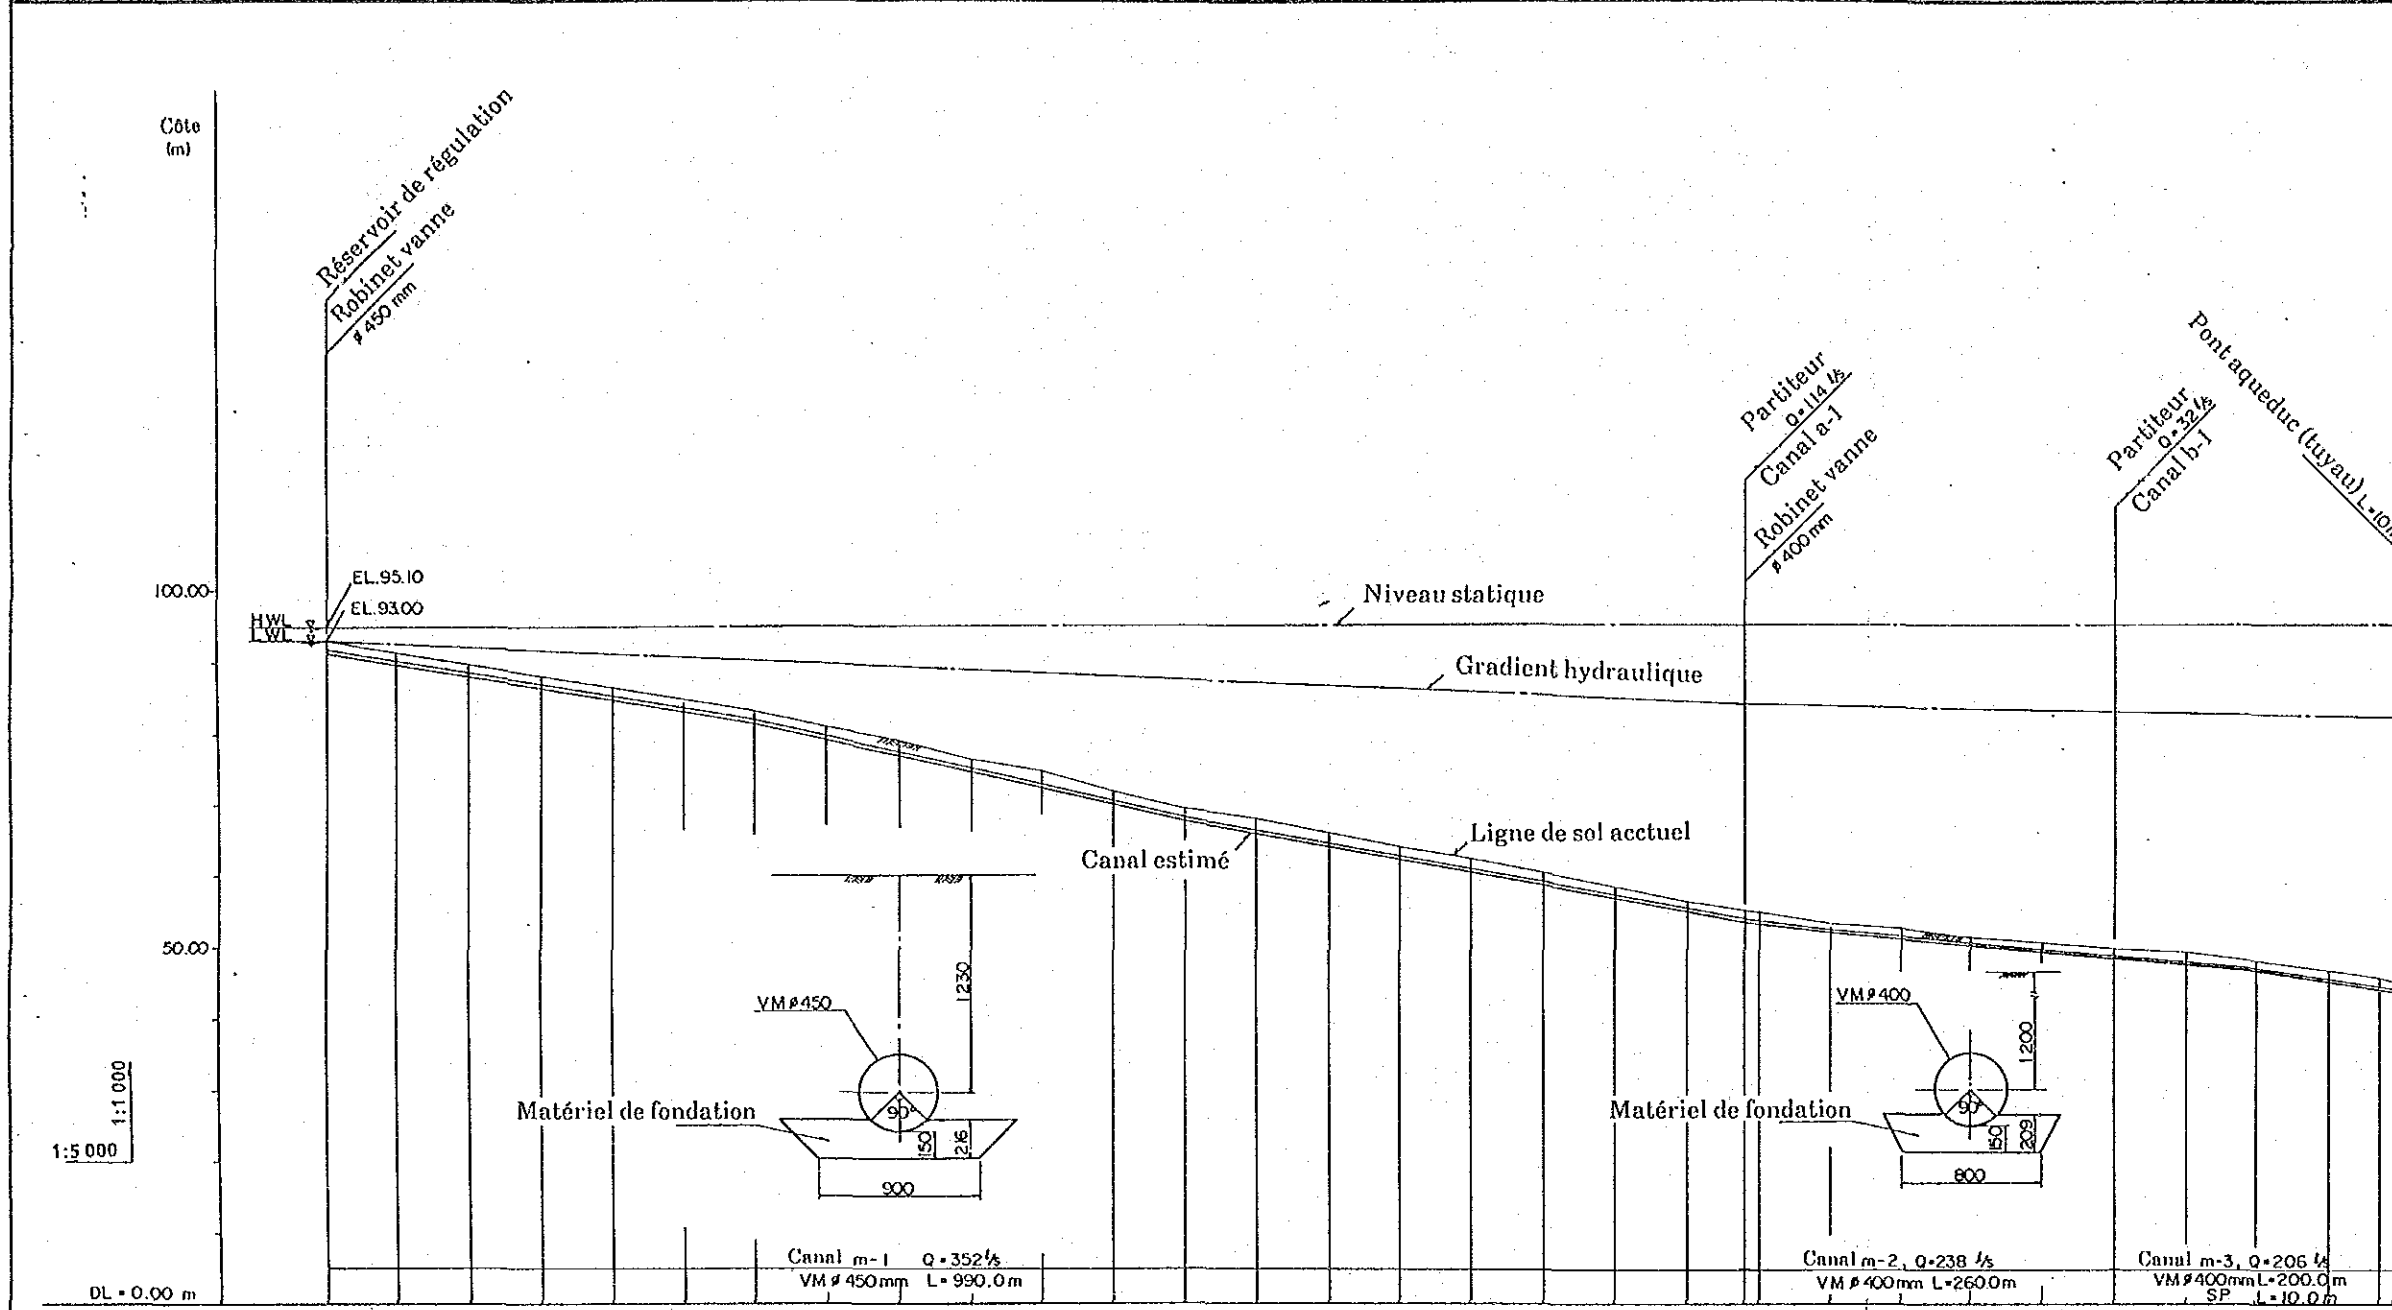 Côte
(m)
Réservoir de régulation
Robinet vanne
ø 450 mm
Partiteur
Q=114 l/s
Canal a-1
Robinet vanne
ø 400 mm
Partiteur
Q=32 l/s
Canal b-1
Pont aqueduc (tuyau)
EL.95.10
EL.93.00
100.00
HWL
LWL
Niveau statique
Gradient hydraulique
Ligne de sol acctuel
Canal estimé
50.00
1230
VM ø 450
VM ø 400
1200
1:1 000
1:5 000
Matériel de fondation
90°
150
216
900
Matériel de fondation
90°
150
209
800
Canal m-1 Q=352 l/s
VM ø 450mm L=990.0m
Canal m-2, Q=238 l/s
VM ø 400mm L=260.0m
Canal m-3, Q=206 l/s
VM ø 400mm L=200.0m
SP L=10.0m
DL = 0.00 m